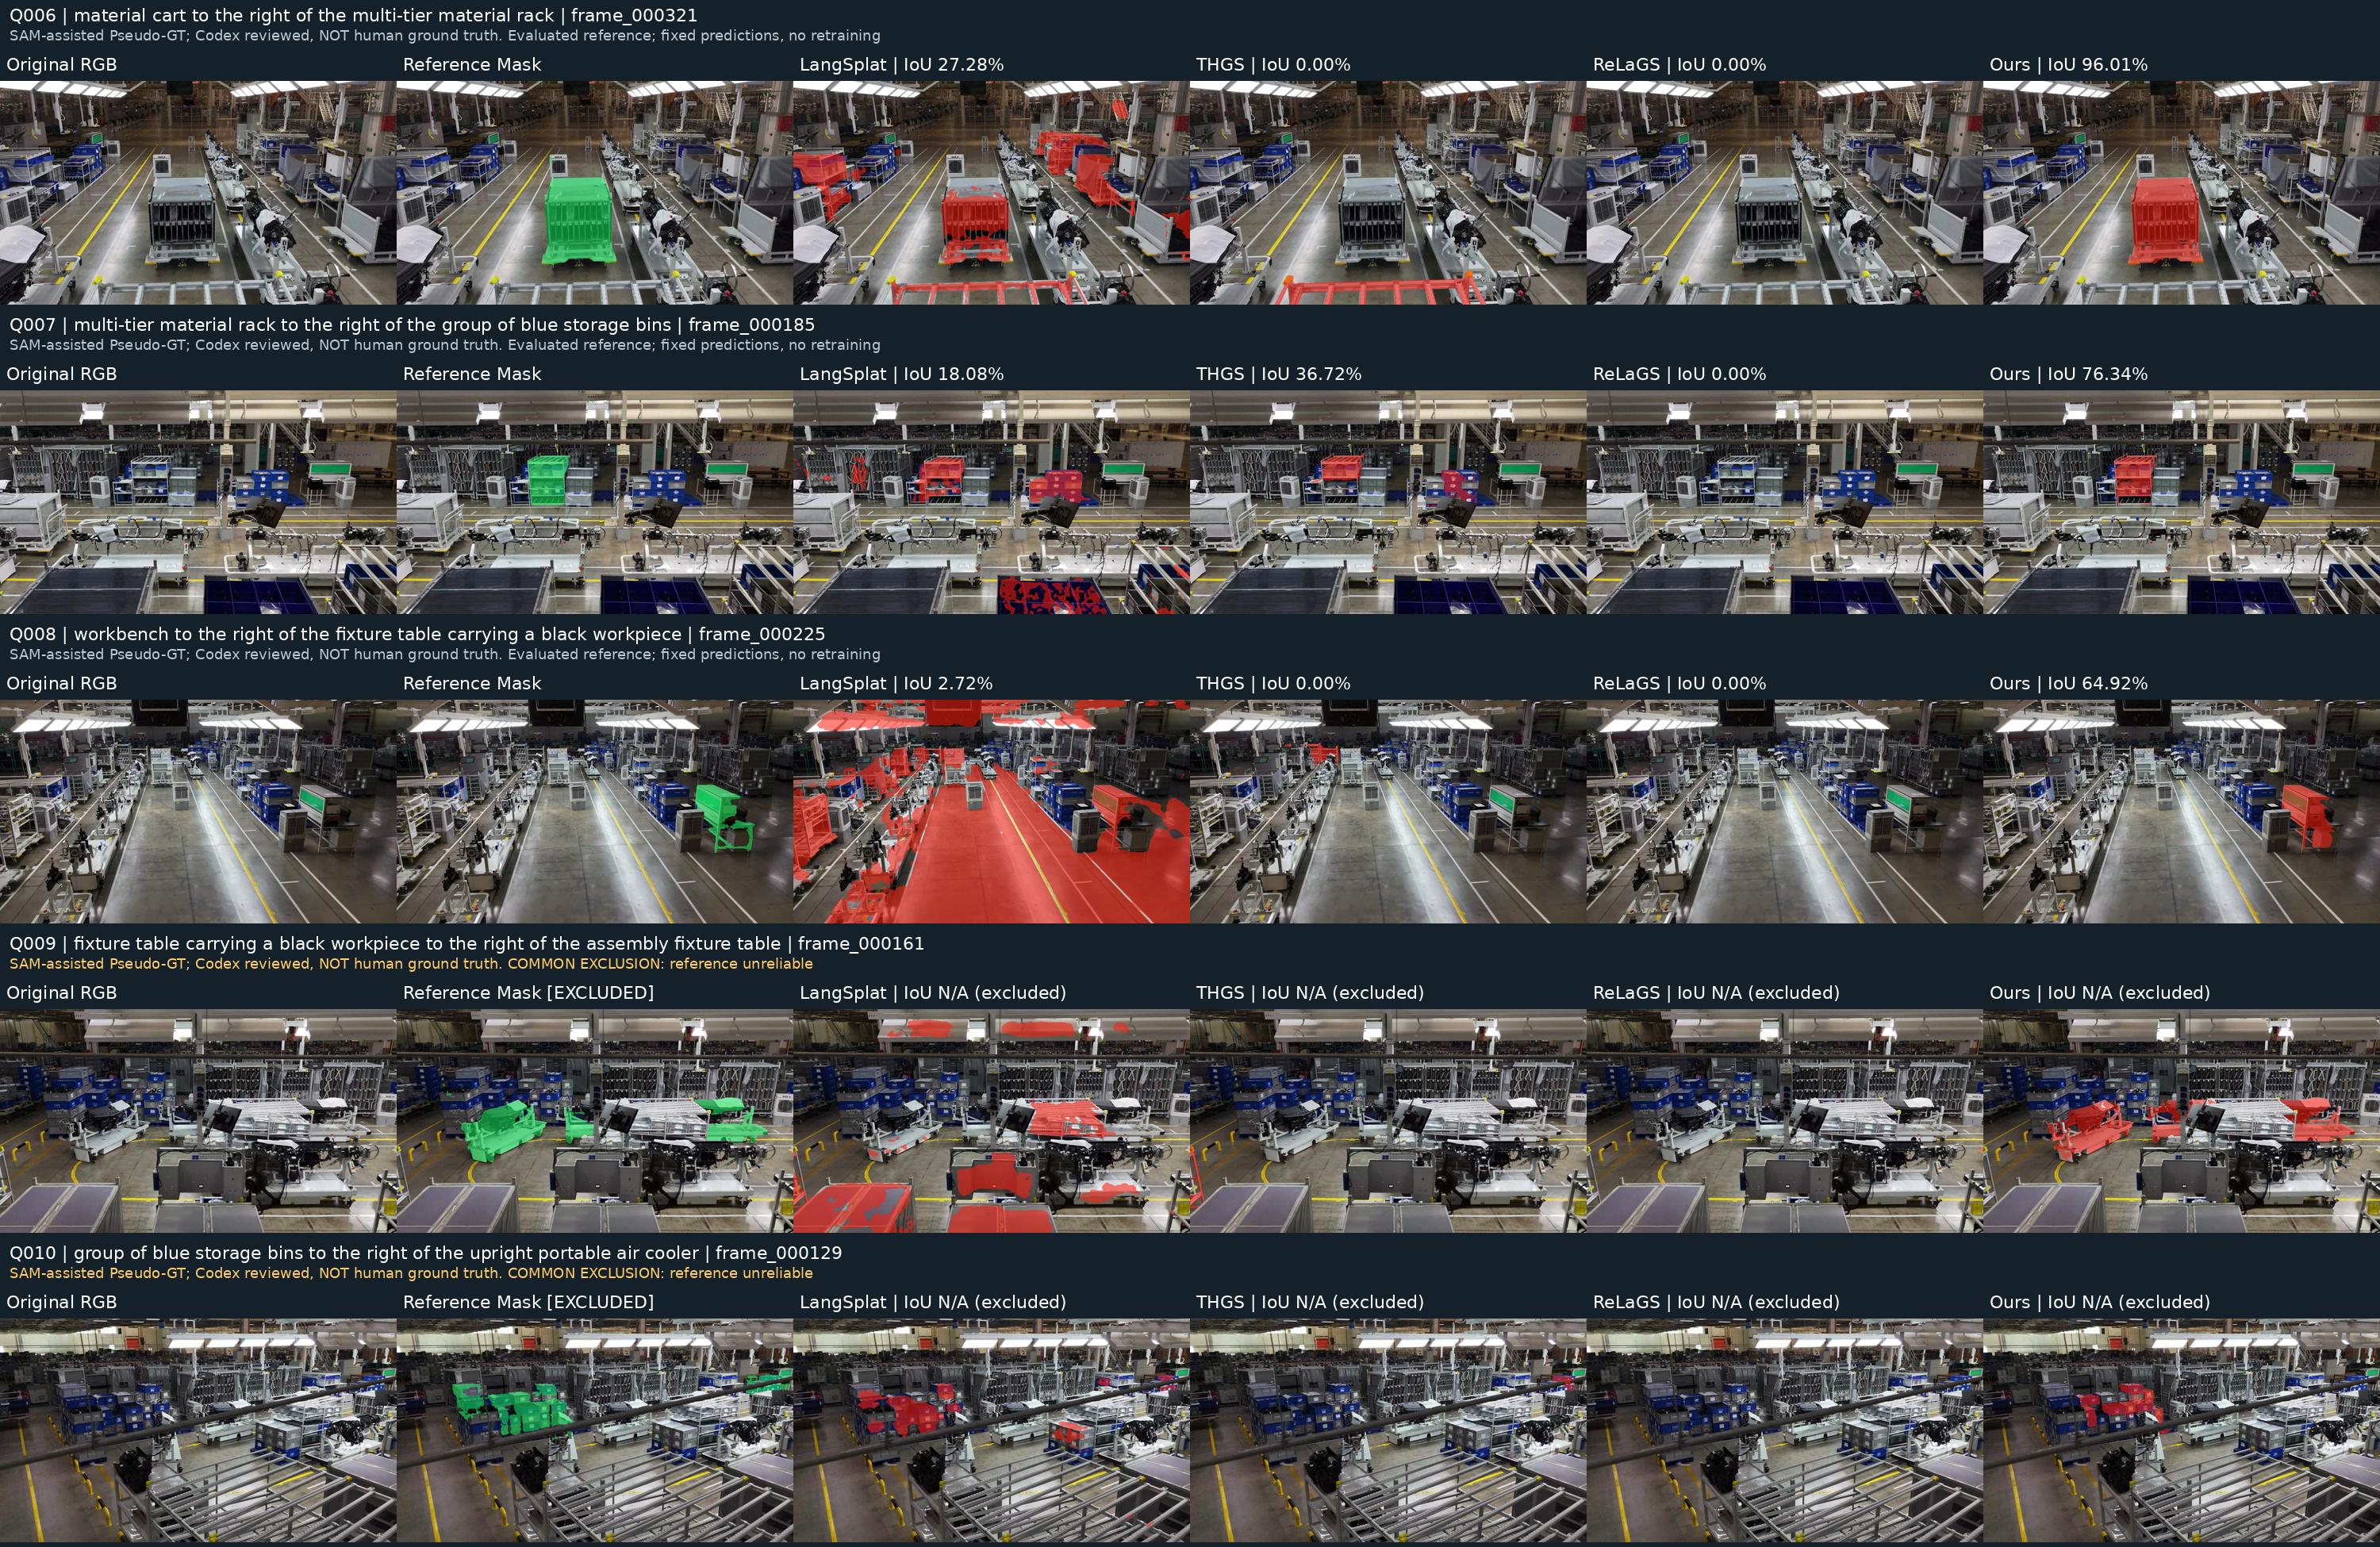 Q006 | material cart to the right of the multi-tier material rack | frame_000321
SAM-assisted Pseudo-GT; Codex reviewed, NOT human ground truth. Evaluated reference; fixed predictions, no retraining
Original RGB
Reference Mask
LangSplat | IoU 27.28%
THGS | IoU 0.00%
ReLaGS | IoU 0.00%
Ours | IoU 96.01%
Q007 | multi-tier material rack to the right of the group of blue storage bins | frame_000185
SAM-assisted Pseudo-GT; Codex reviewed, NOT human ground truth. Evaluated reference; fixed predictions, no retraining
Original RGB
Reference Mask
LangSplat | IoU 18.08%
THGS | IoU 36.72%
ReLaGS | IoU 0.00%
Ours | IoU 76.34%
Q008 | workbench to the right of the fixture table carrying a black workpiece | frame_000225
SAM-assisted Pseudo-GT; Codex reviewed, NOT human ground truth. Evaluated reference; fixed predictions, no retraining
Original RGB
Reference Mask
LangSplat | IoU 2.72%
THGS | IoU 0.00%
ReLaGS | IoU 0.00%
Ours | IoU 64.92%
Q009 | fixture table carrying a black workpiece to the right of the assembly fixture table | frame_000161
SAM-assisted Pseudo-GT; Codex reviewed, NOT human ground truth. COMMON EXCLUSION: reference unreliable
Original RGB
Reference Mask [EXCLUDED]
LangSplat | IoU N/A (excluded)
THGS | IoU N/A (excluded)
ReLaGS | IoU N/A (excluded)
Ours | IoU N/A (excluded)
Q010 | group of blue storage bins to the right of the upright portable air cooler | frame_000129
SAM-assisted Pseudo-GT; Codex reviewed, NOT human ground truth. COMMON EXCLUSION: reference unreliable
Original RGB
Reference Mask [EXCLUDED]
LangSplat | IoU N/A (excluded)
THGS | IoU N/A (excluded)
ReLaGS | IoU N/A (excluded)
Ours | IoU N/A (excluded)